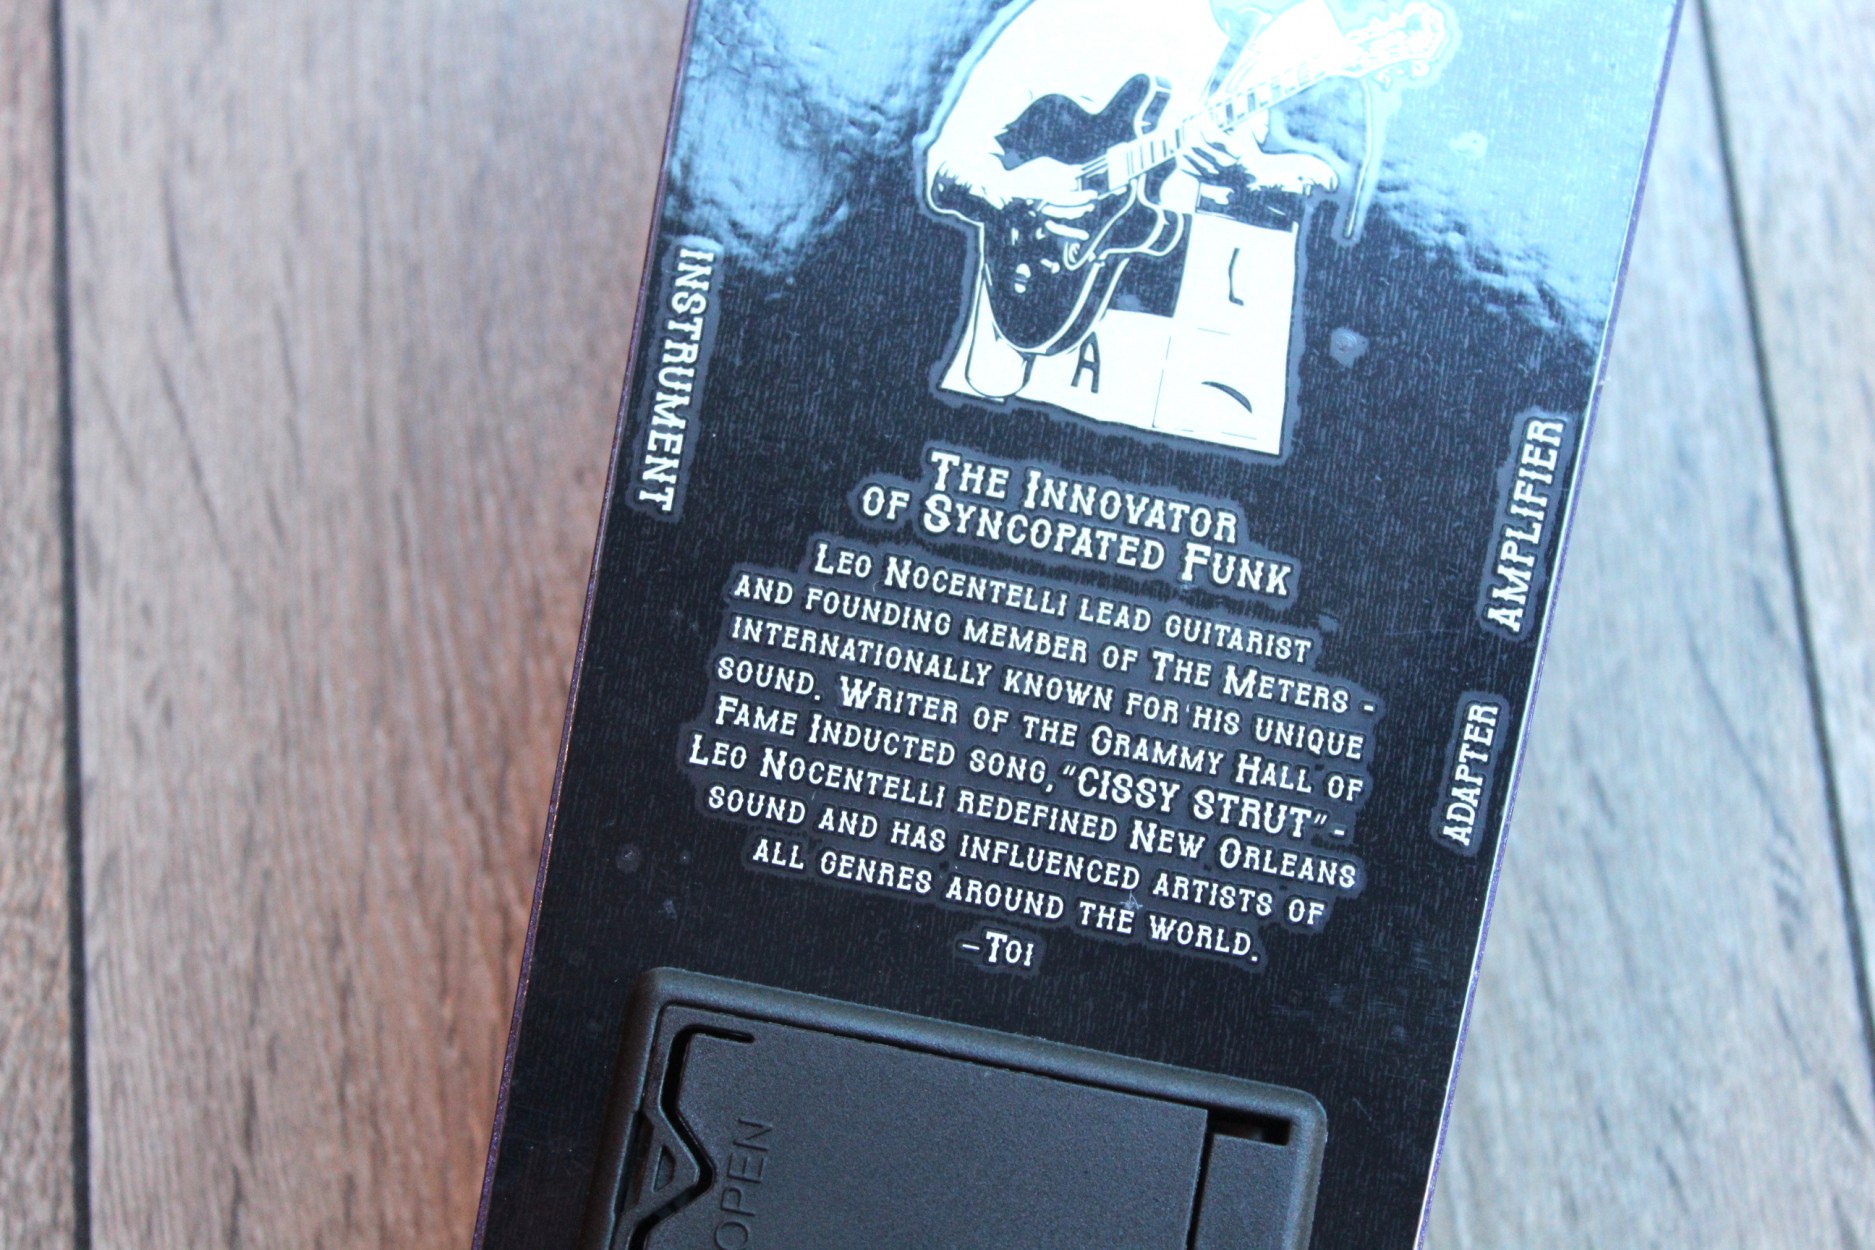 L
A
INSTRUMENT
AMPLIFIER
ADAPTER
The Innovator
of Syncopated Funk
Leo Nocentelli lead guitarist
and founding member of The Meters -
internationally known for his unique
sound. Writer of the Grammy Hall of
Fame Inducted song, "CISSY STRUT" -
Leo Nocentelli redefined New Orleans
sound and has influenced artists of
all genres around the world.
-Toi
OPEN